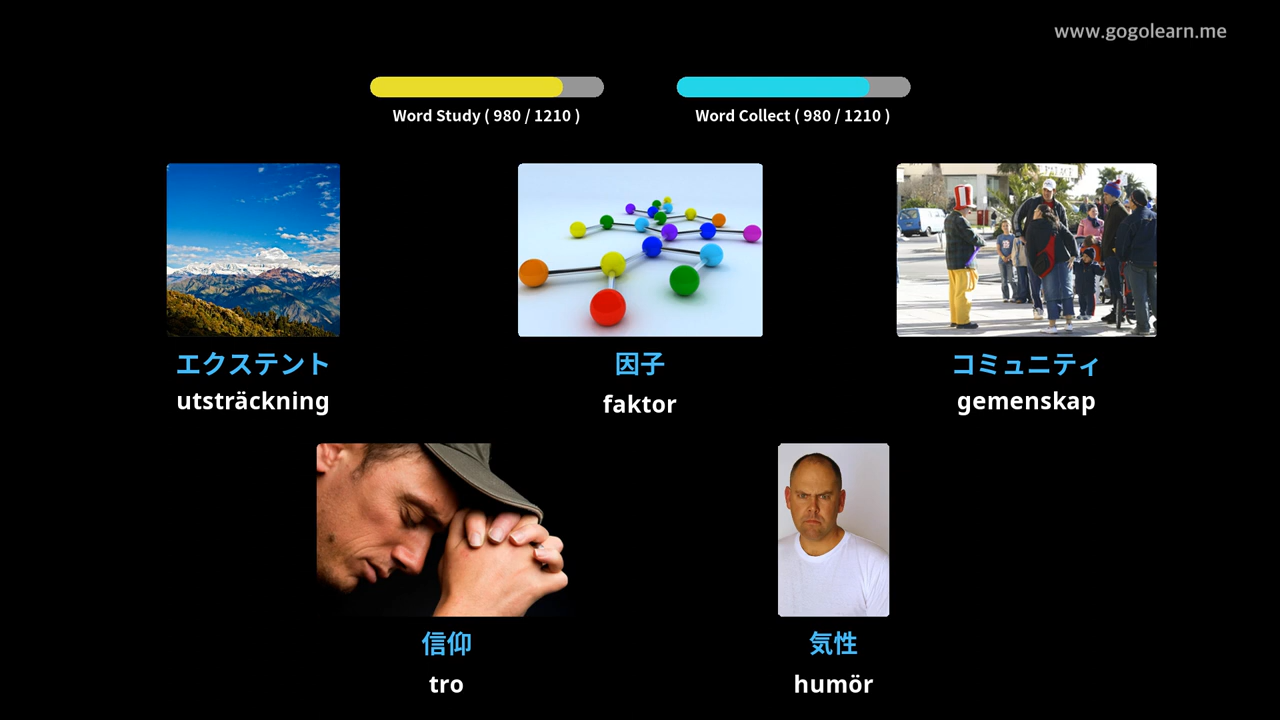 www.gogolearn.me
Word Study ( 980 / 1210 )
Word Collect ( 980 / 1210 )
エクステント
utsträckning
因子
faktor
コミュニティ
gemenskap
信仰
tro
気性
humör